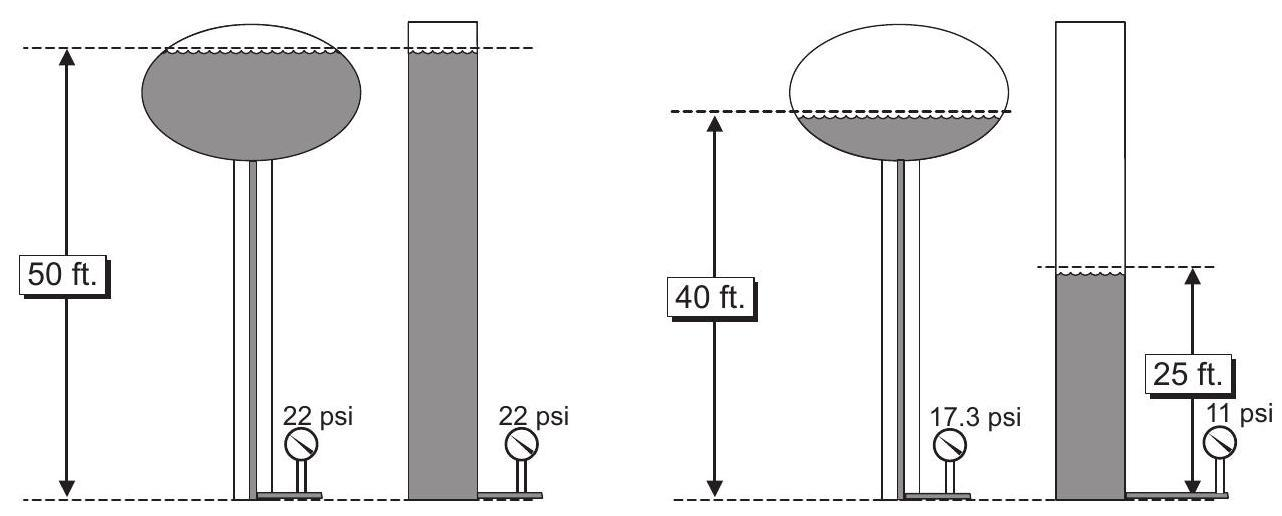 50 ft.
22 psi
22 psi
40 ft.
17.3 psi
25 ft.
11 psi